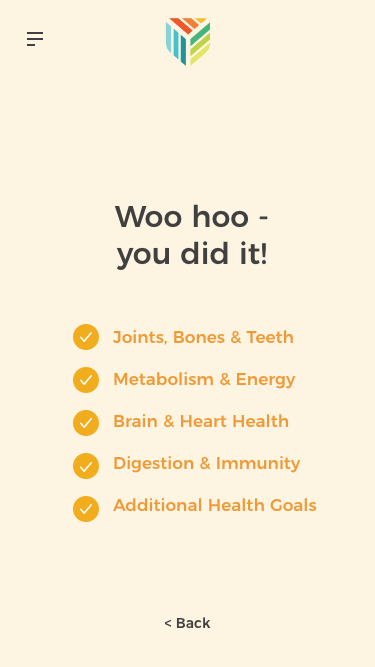 Woo hoo -
you did it!
Joints, Bones & Teeth
Metabolism & Energy
Brain & Heart Health
Digestion & Immunity
Additional Health Goals
< Back